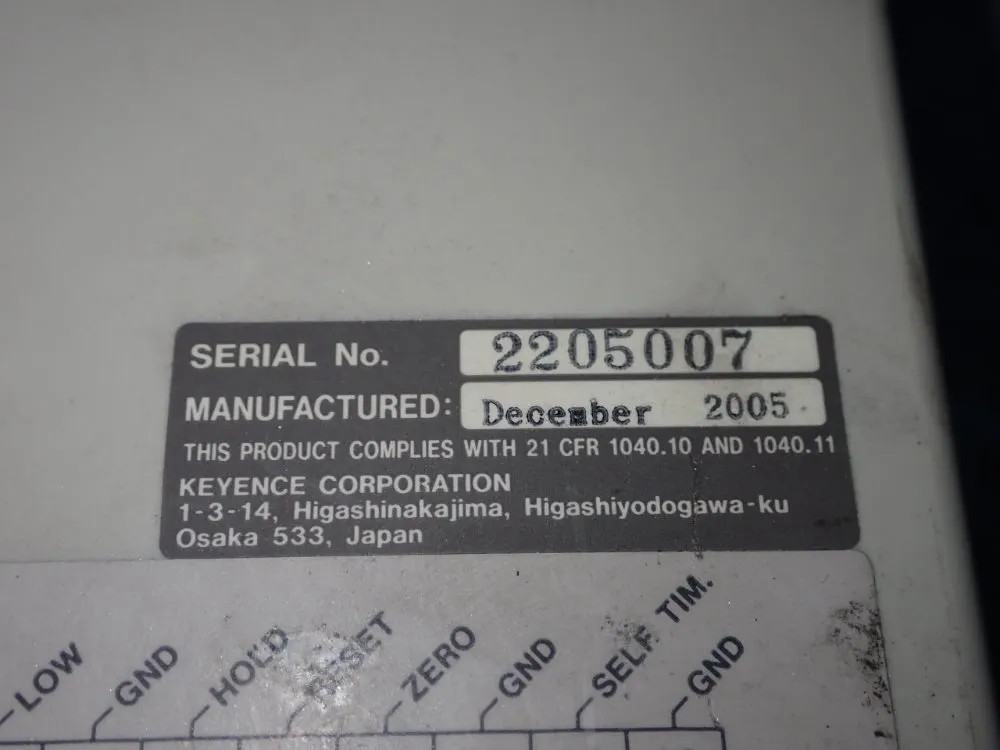 SERIAL No. 2205007
MANUFACTURED: December 2005
THIS PRODUCT COMPLIES WITH 21 CFR 1040.10 AND 1040.11
KEYENCE CORPORATION
1-3-14, Higashinakajima, Higashiyodogawa-ku
Osaka 533, Japan
LOW
GND
HOLD
RESET
ZERO
GND
SELF TIM.
GND